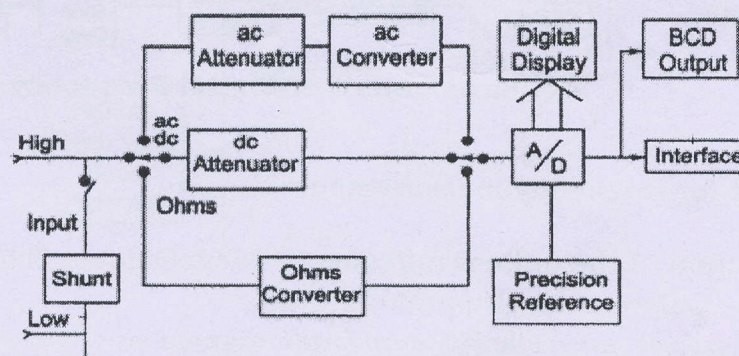 ac
Attenuator
ac
Converter
Digital
Display
BCD
Output
High
ac
dc
dc
Attenuator
A/D
Interface
Ohms
Input
Shunt
Ohms
Converter
Precision
Reference
Low